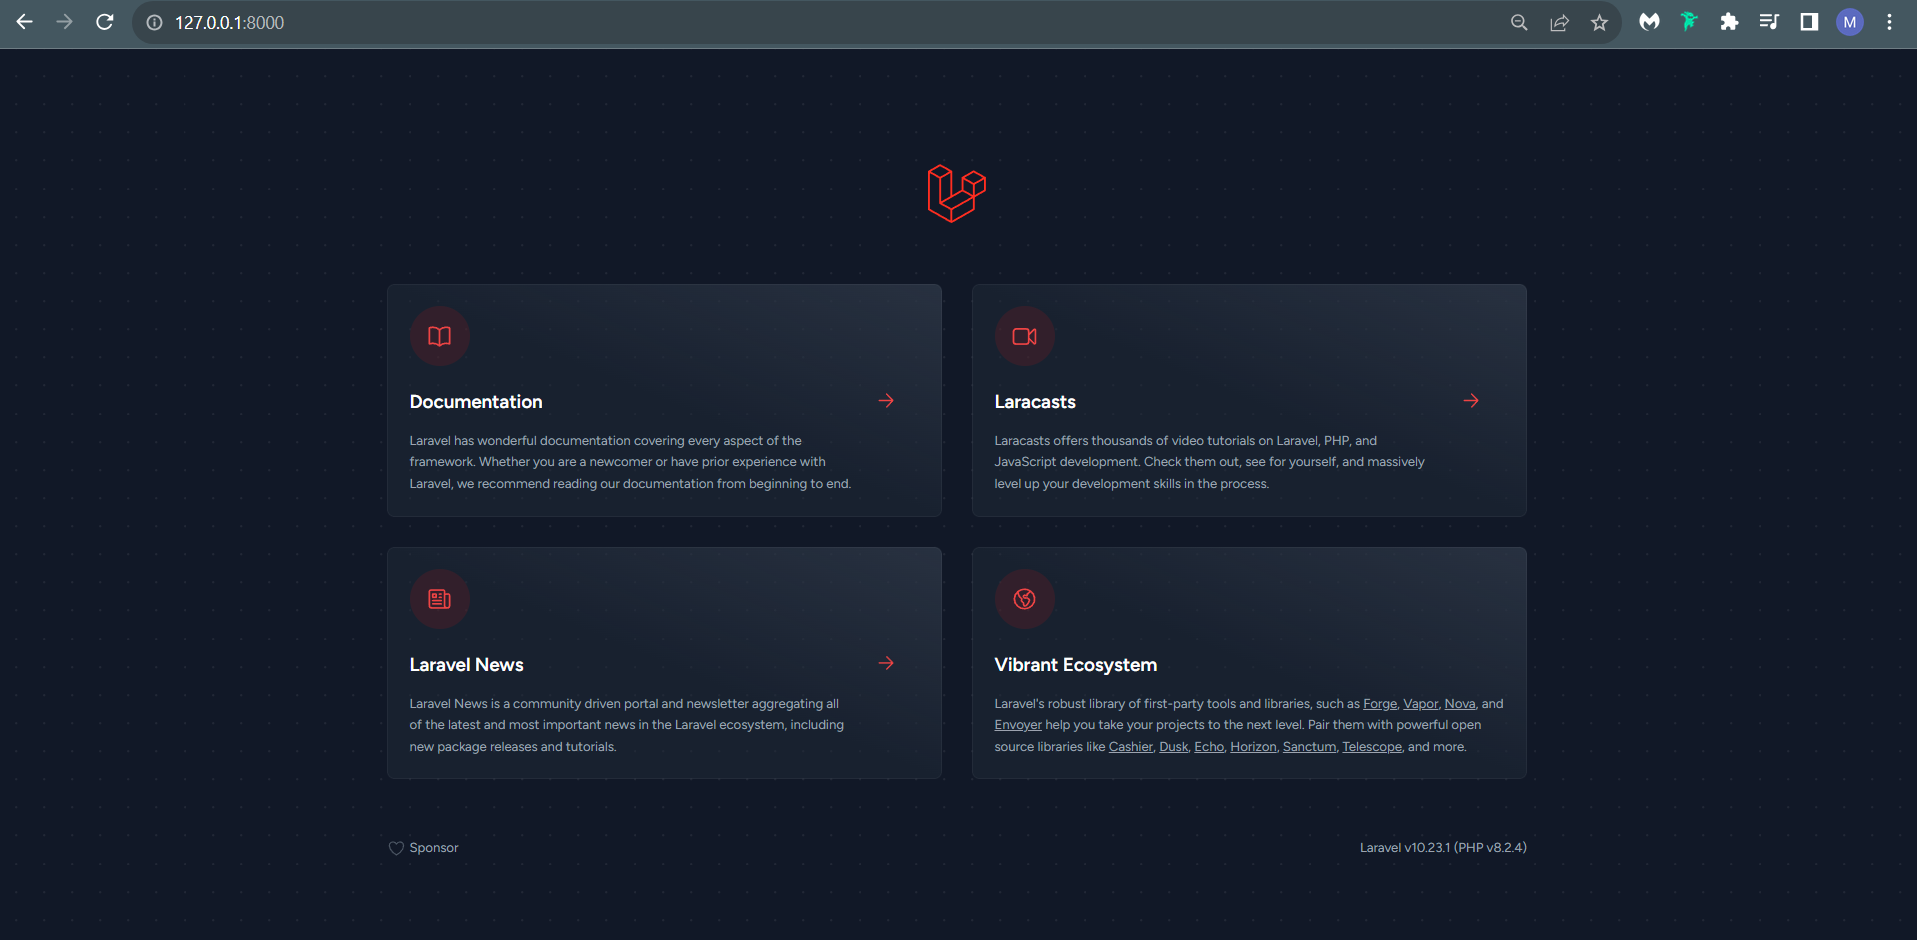 127.0.0.1:8000
M
Documentation
Laravel has wonderful documentation covering every aspect of the
framework. Whether you are a newcomer or have prior experience with
Laravel, we recommend reading our documentation from beginning to end.
Laracasts
Laracasts offers thousands of video tutorials on Laravel, PHP, and
JavaScript development. Check them out, see for yourself, and massively
level up your development skills in the process.
Laravel News
Laravel News is a community driven portal and newsletter aggregating all
of the latest and most important news in the Laravel ecosystem, including
new package releases and tutorials.
Vibrant Ecosystem
Laravel's robust library of first-party tools and libraries, such as Forge, Vapor, Nova, and
Envoyer help you take your projects to the next level. Pair them with powerful open
source libraries like Cashier, Dusk, Echo, Horizon, Sanctum, Telescope, and more.
Sponsor
Laravel v10.23.1 (PHP v8.2.4)